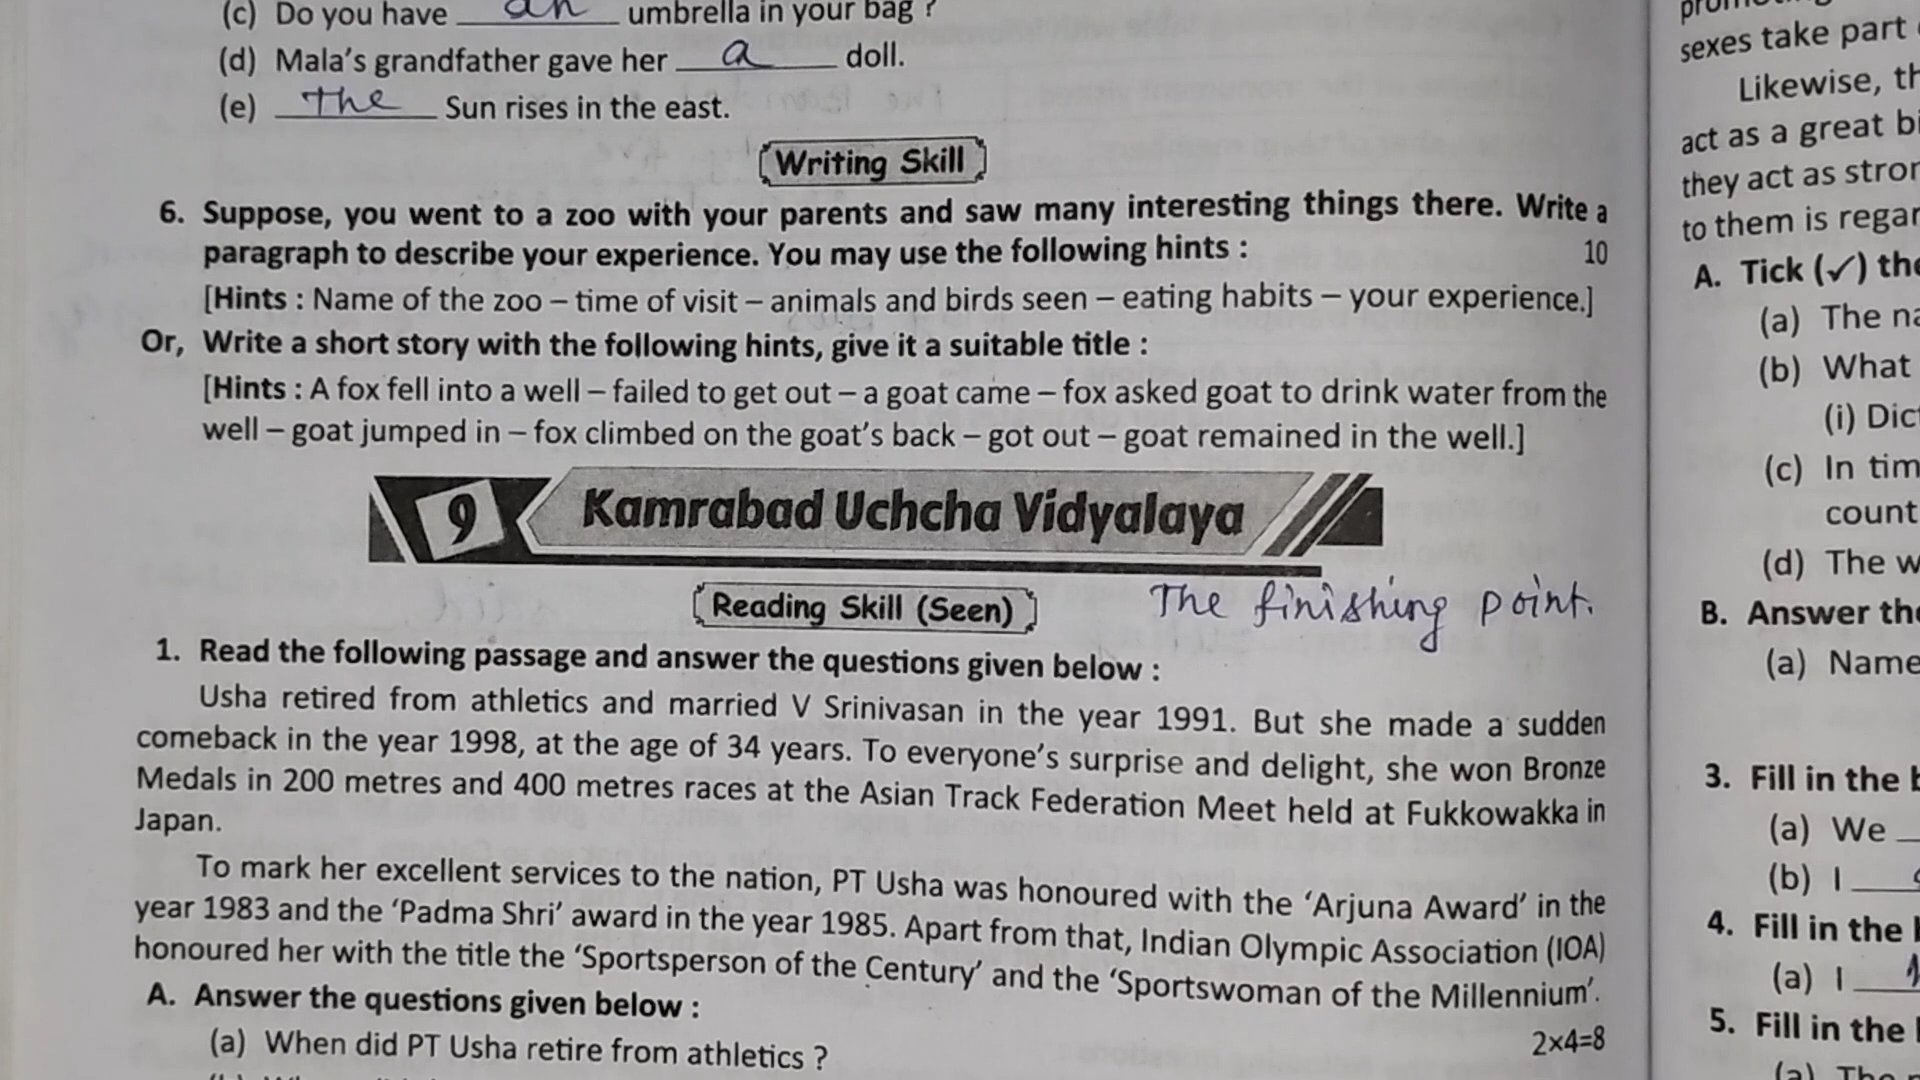 (c) Do you have an umbrella in your bag ?
(d) Mala's grandfather gave her a doll.
(e) The Sun rises in the east.
Writing Skill
6. Suppose, you went to a zoo with your parents and saw many interesting things there. Write a
paragraph to describe your experience. You may use the following hints : 10
[Hints : Name of the zoo – time of visit – animals and birds seen – eating habits – your experience.]
Or, Write a short story with the following hints, give it a suitable title :
[Hints : A fox fell into a well – failed to get out – a goat came – fox asked goat to drink water from the
well – goat jumped in – fox climbed on the goat's back – got out – goat remained in the well.]
9 Kamrabad Uchcha Vidyalaya
Reading Skill (Seen) The finishing point.
1. Read the following passage and answer the questions given below :
Usha retired from athletics and married V Srinivasan in the year 1991. But she made a sudden
comeback in the year 1998, at the age of 34 years. To everyone's surprise and delight, she won Bronze
Medals in 200 metres and 400 metres races at the Asian Track Federation Meet held at Fukkowakka in
Japan.
To mark her excellent services to the nation, PT Usha was honoured with the 'Arjuna Award' in the
year 1983 and the 'Padma Shri' award in the year 1985. Apart from that, Indian Olympic Association (IOA)
honoured her with the title the 'Sportsperson of the Century' and the 'Sportswoman of the Millennium'.
A. Answer the questions given below : 2×4=8
(a) When did PT Usha retire from athletics ?
sexes take part
Likewise,
act as a great
they act as
to them is
A. Tick (✓)
(a) The
(b) What
(i)
(c) In
count
(d) The
B. Answer
(a) Name
3. Fill in the
(a) We
(b) I
4. Fill in the
(a) I
5. Fill in the
(a) The